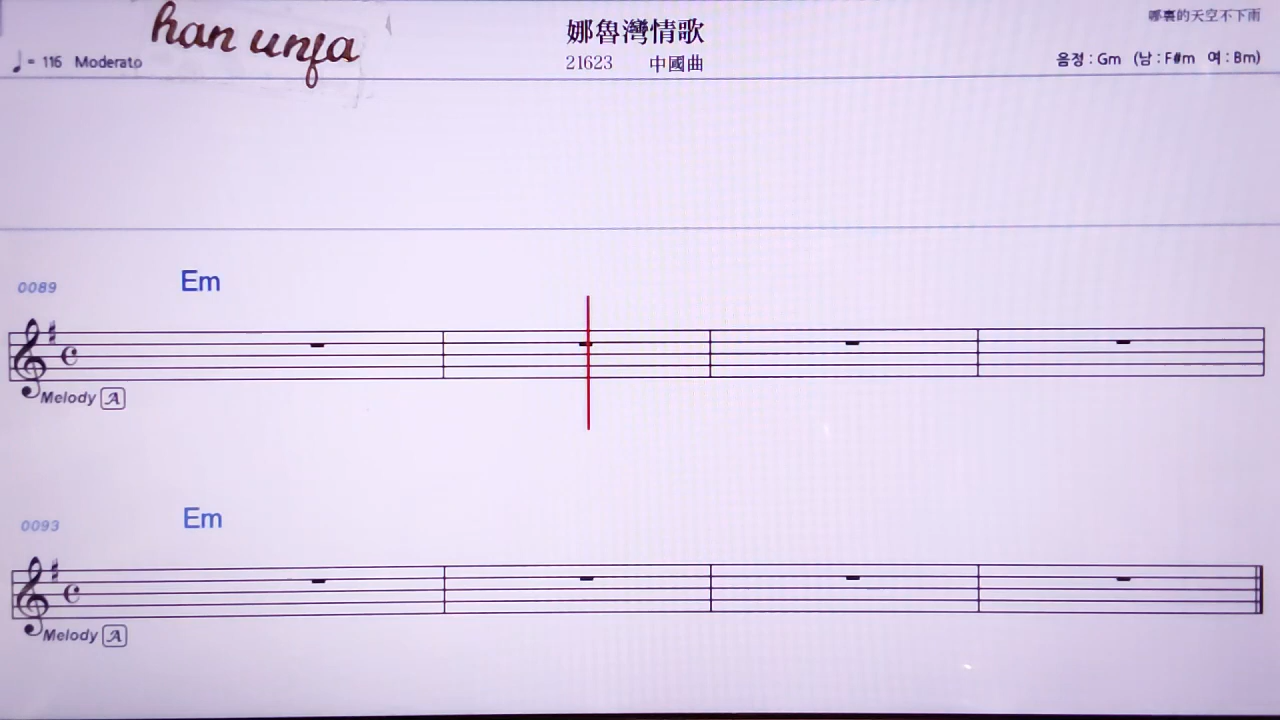 han unfa
娜魯灣情歌
哪裏的天空不下雨
♩= 116 Moderato
21623 中國曲
음정 : Gm (남 : F#m 여 : Bm)
0089 Em
Melody A
0093 Em
Melody A